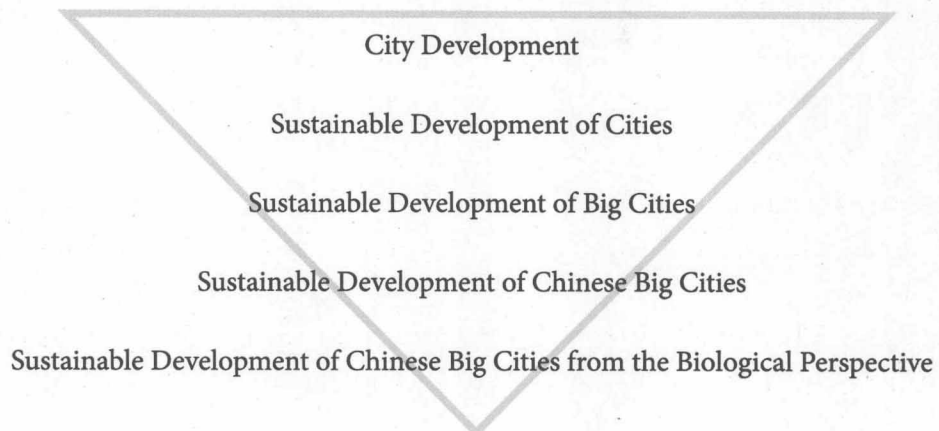 City Development
Sustainable Development of Cities
Sustainable Development of Big Cities
Sustainable Development of Chinese Big Cities
Sustainable Development of Chinese Big Cities from the Biological Perspective